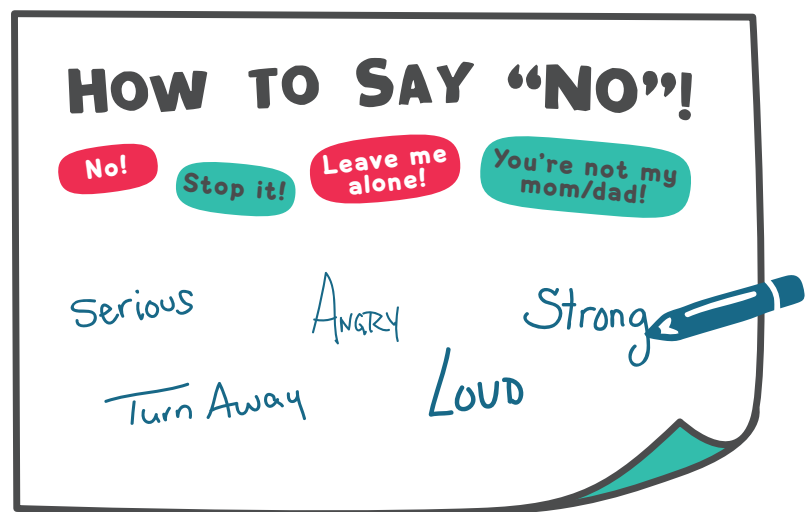 HOW TO SAY “NO”!
No!
Stop it!
Leave me
alone!
You're not my
mom/dad!
Serious
ANGRY
Strong
Turn Away
LOUD